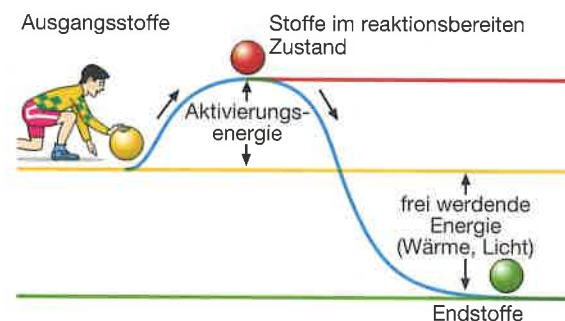 Ausgangsstoffe
Stoffe im reaktionsbereiten
Zustand
Aktivierungs-
energie
frei werdende
Energie
(Wärme, Licht)
Endstoffe